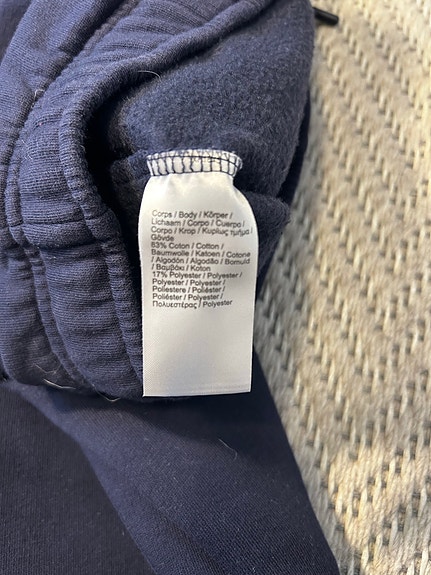 Corps / Body / Körper /
Lichaam / Corpo / Cuerpo /
Corpo / Krop / Κυρίως τμήμα /
Gövde
83% Coton / Cotton /
Baumwolle / Katoen / Cotone
/ Algodón / Algodão / Bomuld
/ Βαμβάκι / Koton
17% Polyester / Polyester /
Polyester / Polyester /
Poliestere / Poliéster /
Poliéster / Polyester /
Πολυεστέρας / Polyester